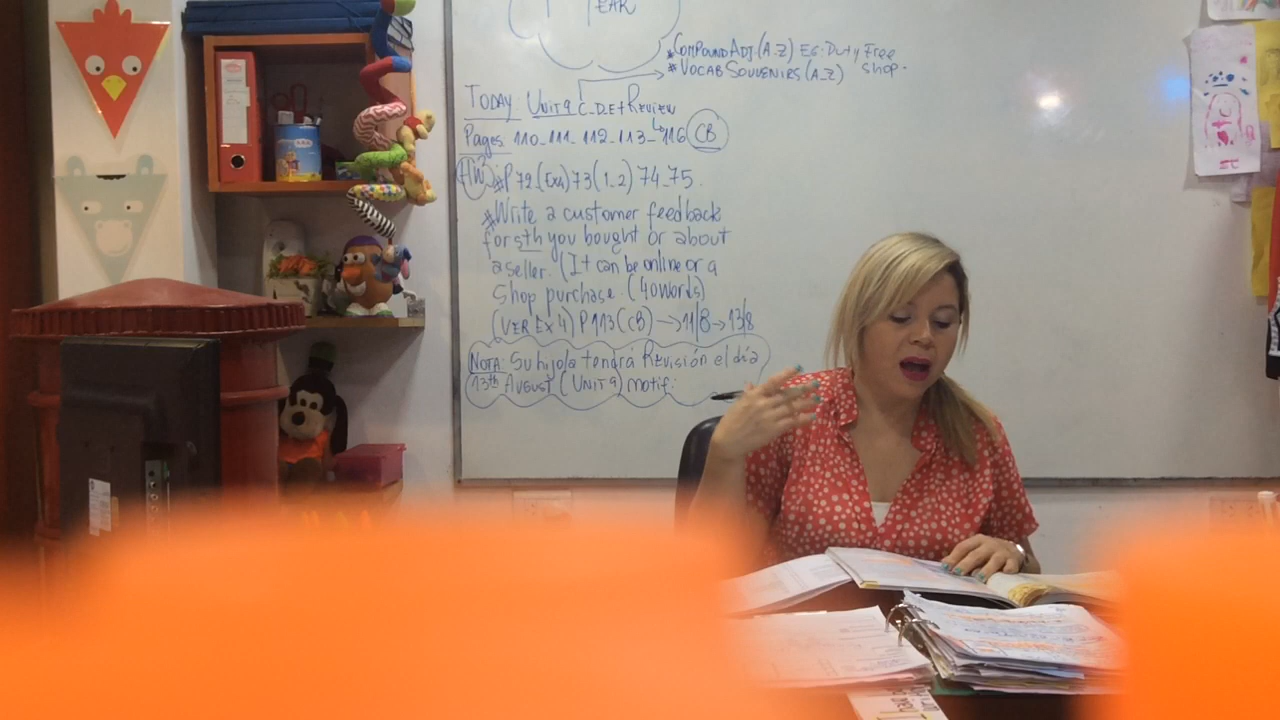 YEAR
*COMPOUND ADJ. (A-Z) EG: Duty Free Shop.
*VOCAB SOUVENIRS (A-Z)
TODAY: UNIT 9 C-D-E+REVIEW
Pages: 110-111-112-113-116 CB
HW *P 72 (Ex4) 73 (1-2) 74-75.
*Write a customer feedback
for sth you bought or about
a seller. (It can be online or a
shop purchase. (40 words)
(VER EX 4) P113 (CB) → 11/8 → 13/8
NOTA: Su hijo/a tendrá REVISIÓN el día
13th AUGUST (UNIT 9) motif: